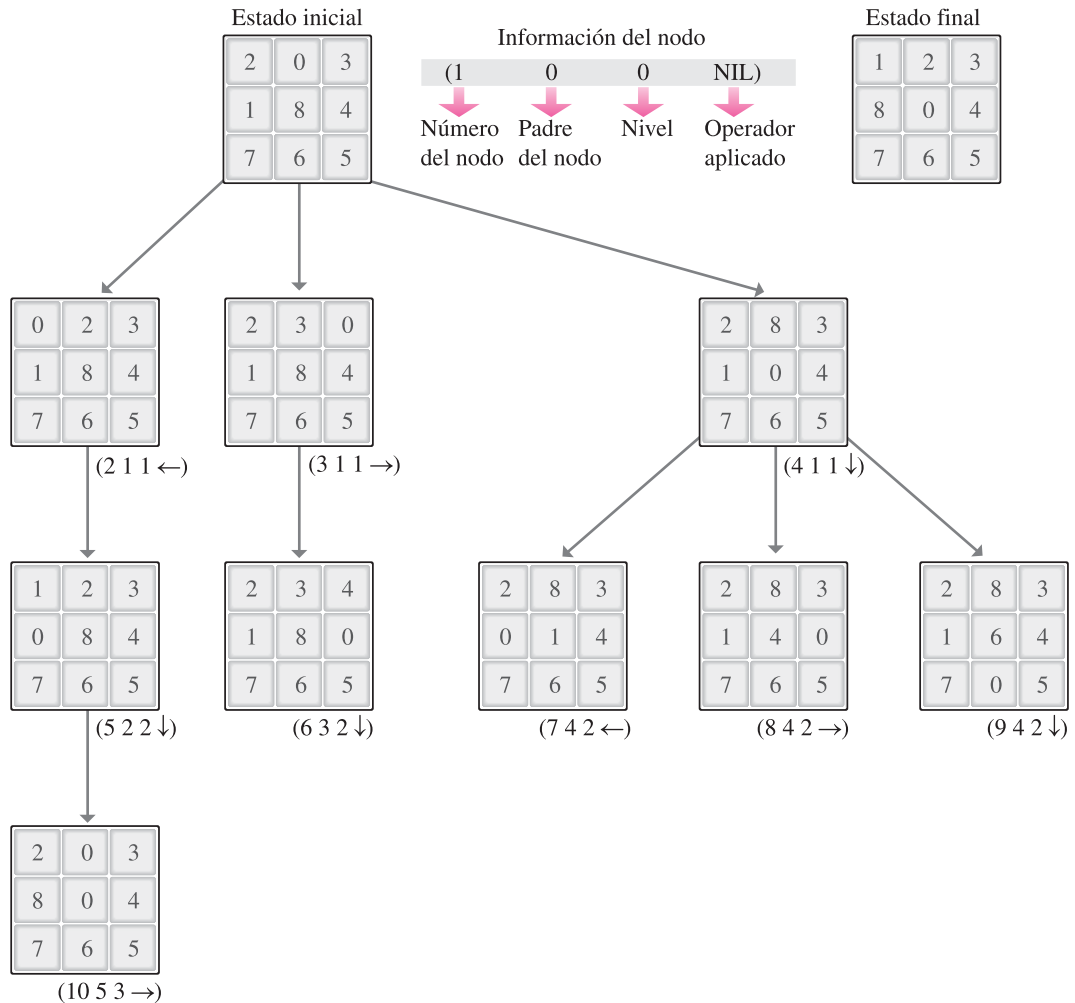 Estado inicial
2 0 3
1 8 4
7 6 5
Información del nodo
(1 0 0 NIL)
Número del nodo
Padre del nodo
Nivel
Operador aplicado
Estado final
1 2 3
8 0 4
7 6 5
0 2 3
1 8 4
7 6 5
(2 1 1 ←)
2 3 0
1 8 4
7 6 5
(3 1 1 →)
2 8 3
1 0 4
7 6 5
(4 1 1 ↓)
1 2 3
0 8 4
7 6 5
(5 2 2 ↓)
2 3 4
1 8 0
7 6 5
(6 3 2 ↓)
2 8 3
0 1 4
7 6 5
(7 4 2 ←)
2 8 3
1 4 0
7 6 5
(8 4 2 →)
2 8 3
1 6 4
7 0 5
(9 4 2 ↓)
2 0 3
8 0 4
7 6 5
(10 5 3 →)